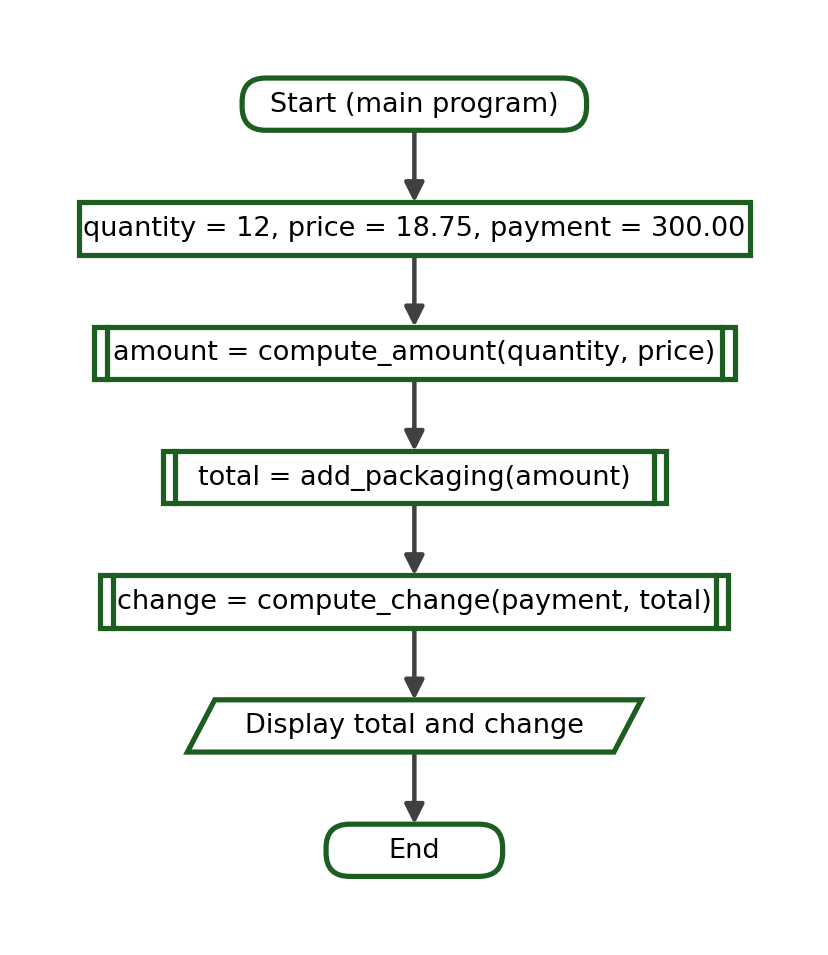 Start (main program)
quantity = 12, price = 18.75, payment = 300.00
amount = compute_amount(quantity, price)
total = add_packaging(amount)
change = compute_change(payment, total)
Display total and change
End